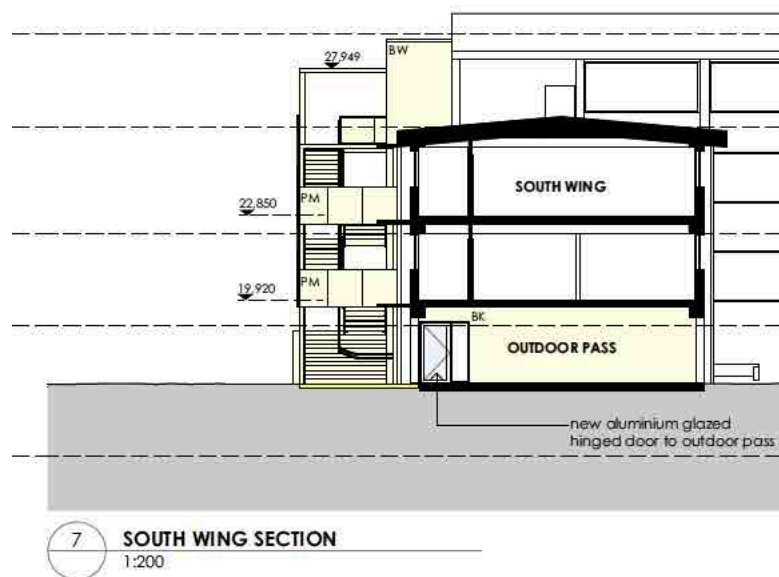 BW
27,949
SOUTH WING
PM
22,850
PM
19,920
BK
OUTDOOR PASS
new aluminium glazed
hinged door to outdoor pass
7
SOUTH WING SECTION
1:200